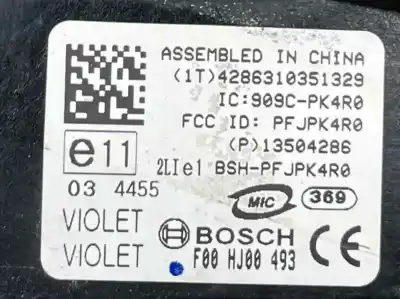 ASSEMBLED IN CHINA
(1T)4286310351329
IC:909C-PK4R0
FCC ID: PFJPK4R0
(P)13504286
e11
2LIe1 BSH-PFJPK4R0
03 4455
MIC 369
VIOLET
BOSCH CE
VIOLET
F00 HJ00 493